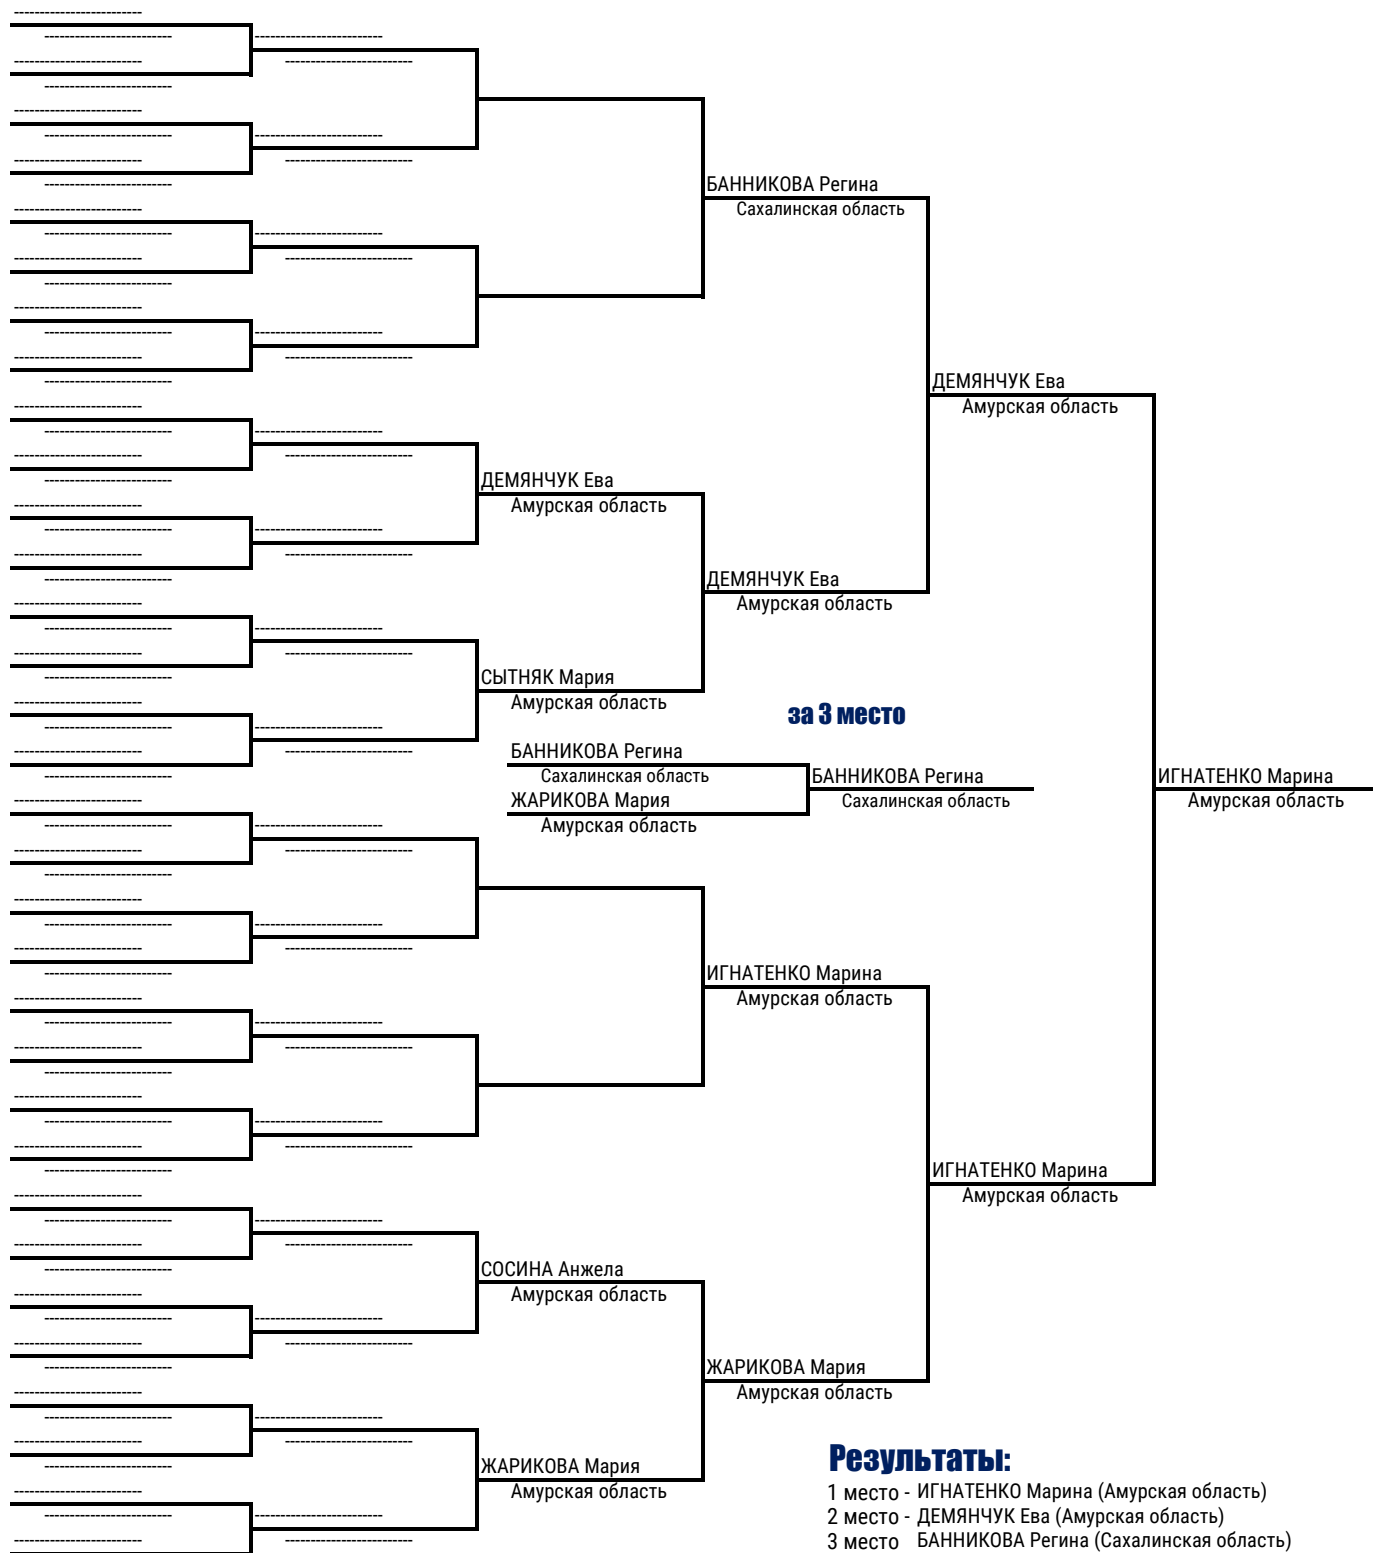 БАННИКОВА Регина
Сахалинская область
ДЕМЯНЧУК Ева
Амурская область
ДЕМЯНЧУК Ева
Амурская область
ДЕМЯНЧУК Ева
Амурская область
СЫТНЯК Мария
Амурская область
за 3 место
БАННИКОВА Регина
Сахалинская область
ЖАРИКОВА Мария
Амурская область
БАННИКОВА Регина
Сахалинская область
ИГНАТЕНКО Марина
Амурская область
ИГНАТЕНКО Марина
Амурская область
ИГНАТЕНКО Марина
Амурская область
СОСИНА Анжела
Амурская область
ЖАРИКОВА Мария
Амурская область
ЖАРИКОВА Мария
Амурская область
Результаты:
1 место - ИГНАТЕНКО Марина (Амурская область)
2 место - ДЕМЯНЧУК Ева (Амурская область)
3 место БАННИКОВА Регина (Сахалинская область)